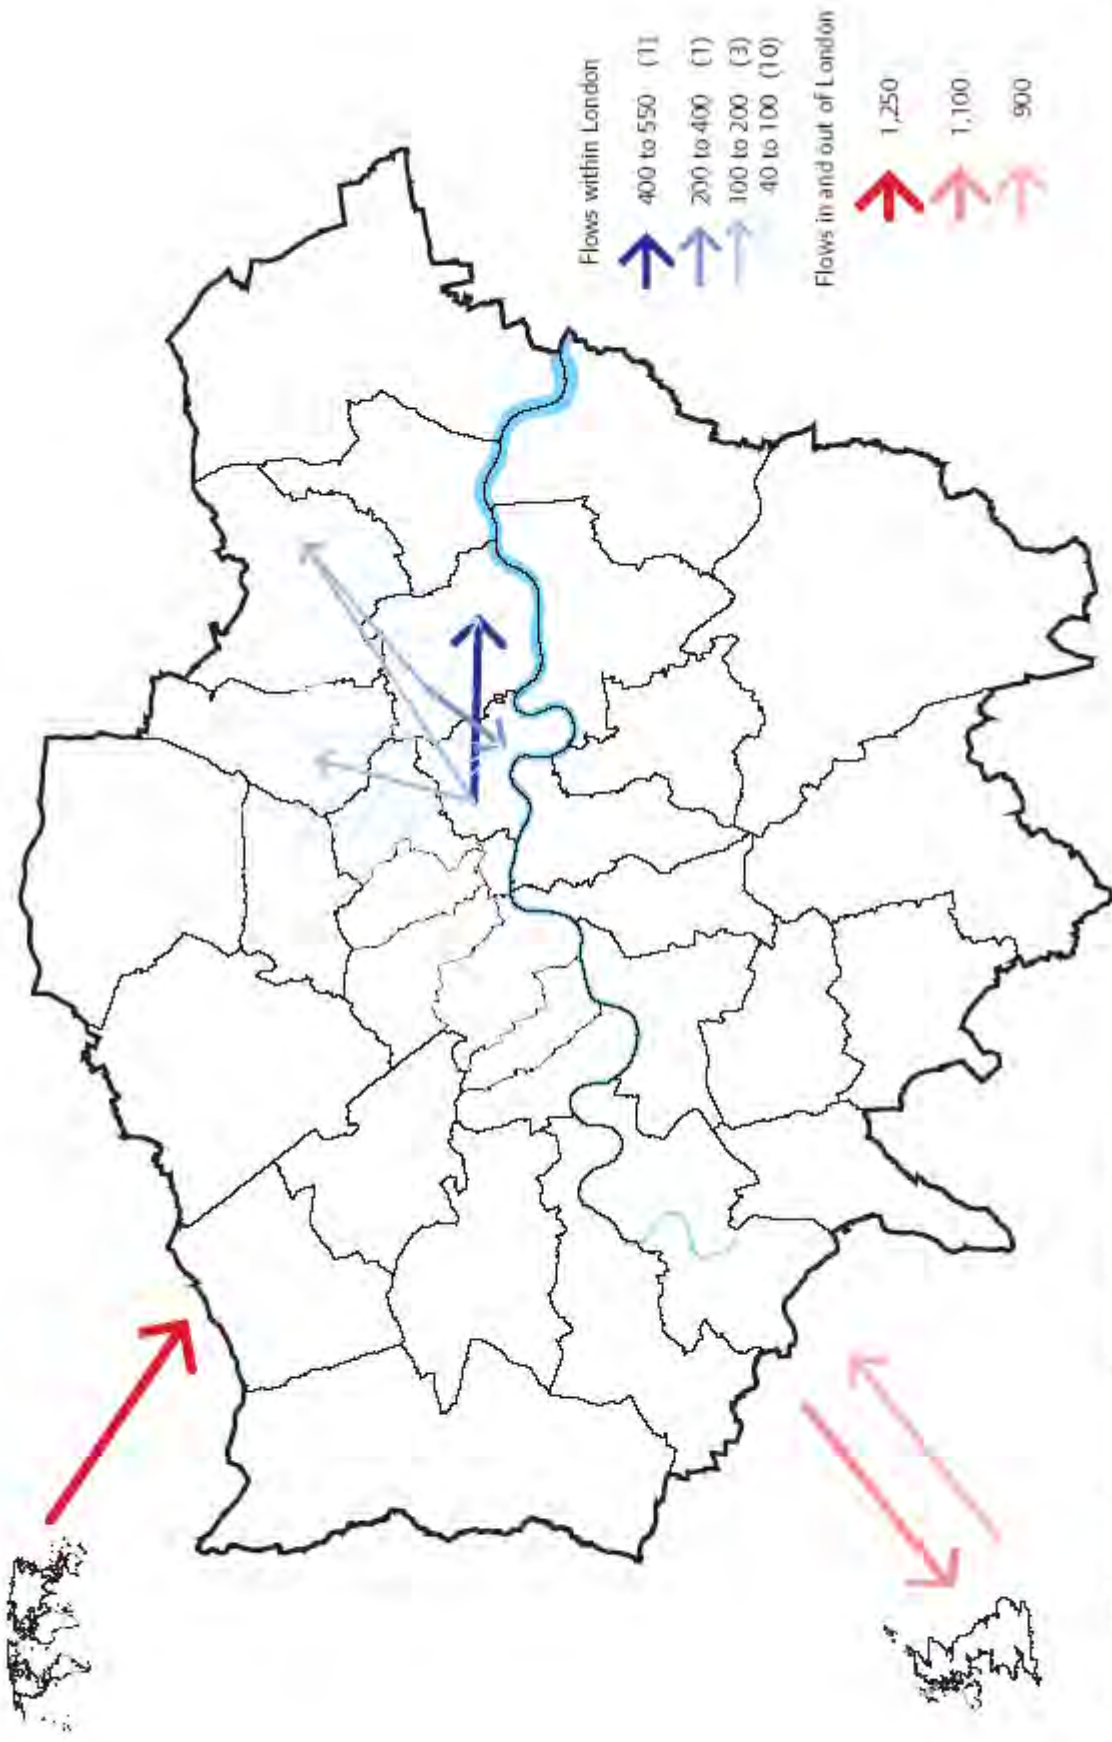 Flows within London
400 to 550 (1)
200 to 400 (1)
100 to 200 (3)
40 to 100 (10)
Flows in and out of London
1,250
1,100
900